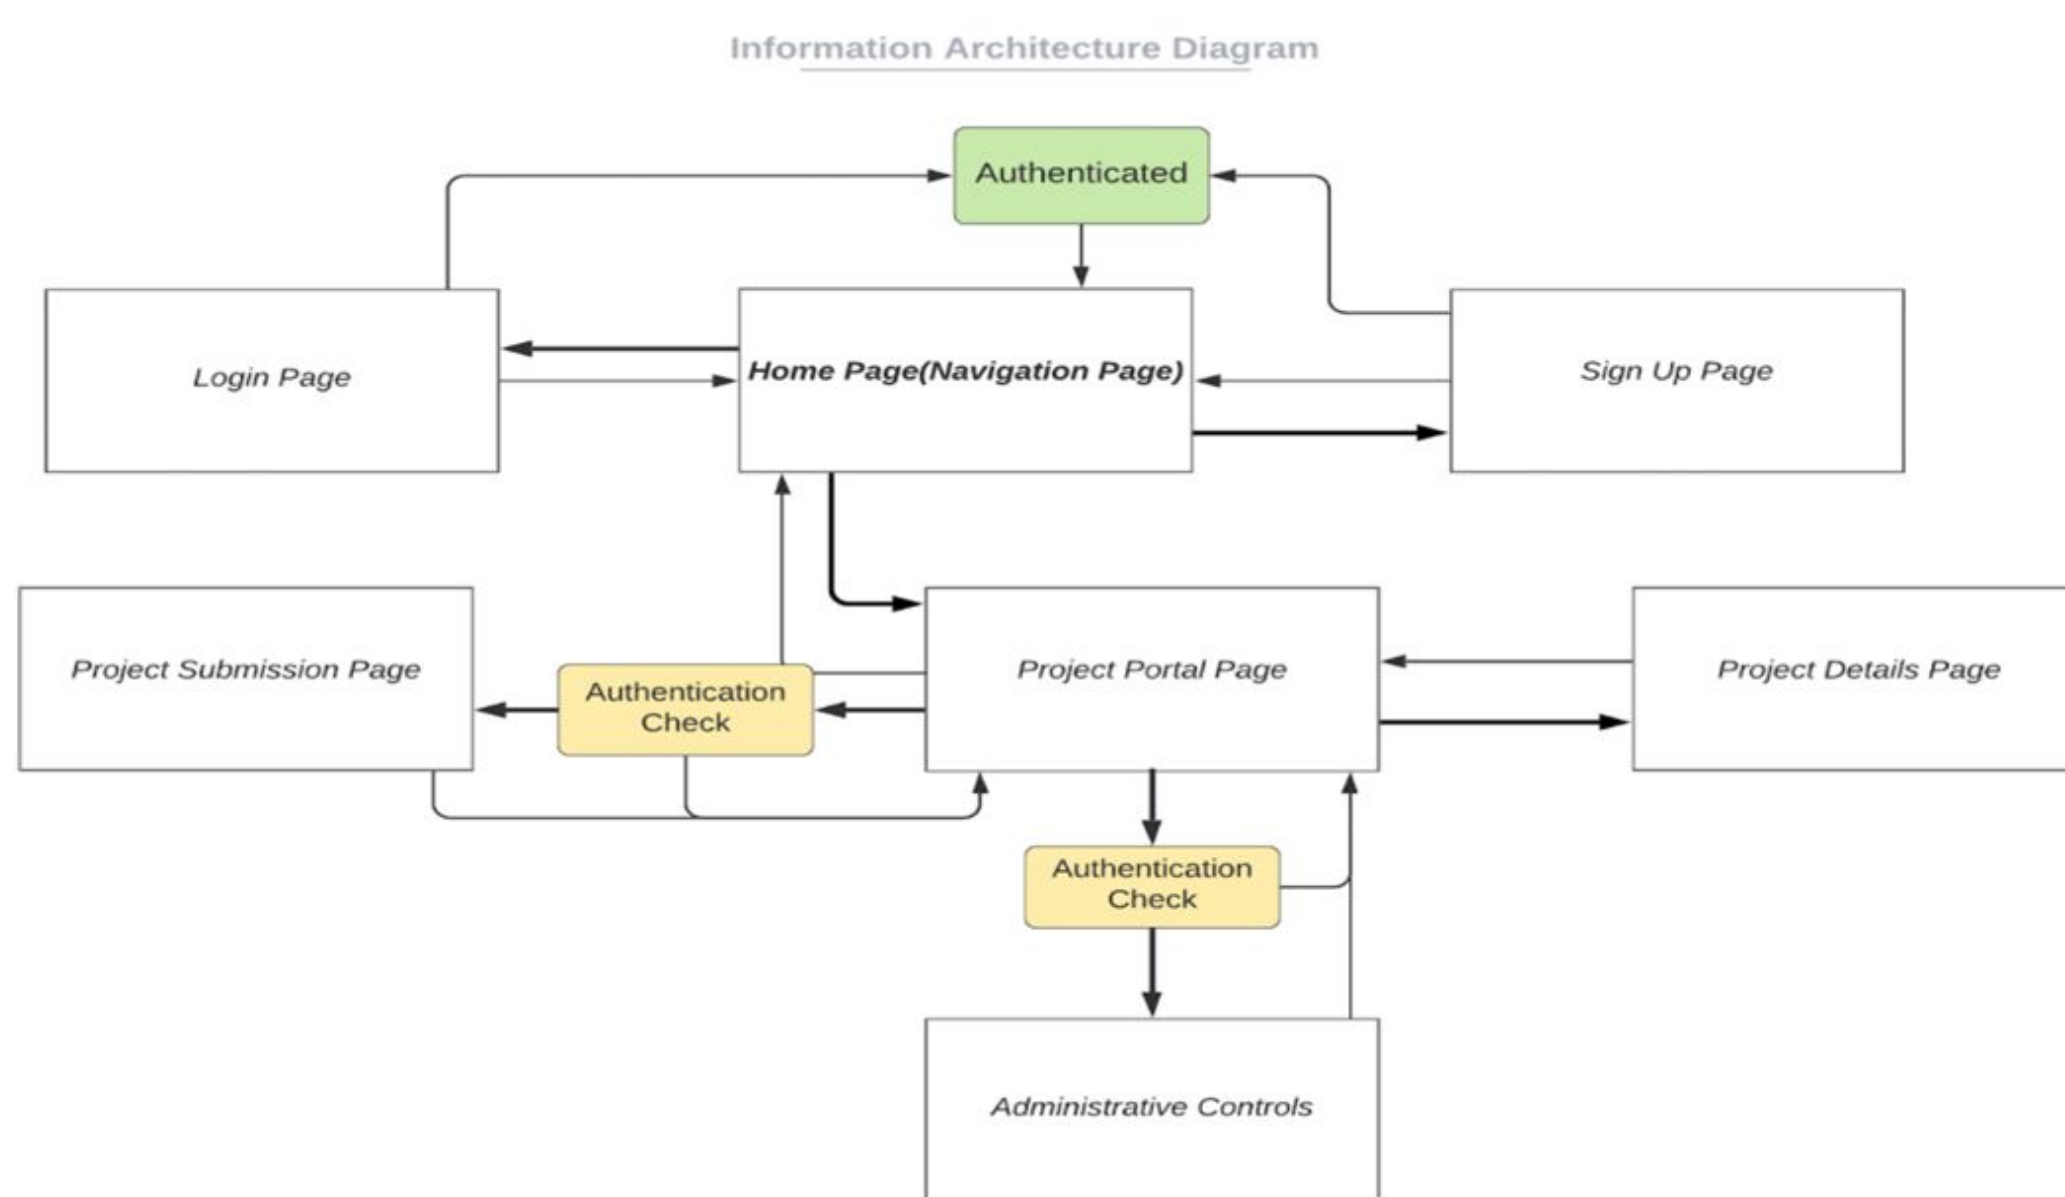 Information Architecture Diagram
Authenticated
Login Page
Home Page(Navigation Page)
Sign Up Page
Project Submission Page
Authentication
Check
Project Portal Page
Project Details Page
Authentication
Check
Administrative Controls